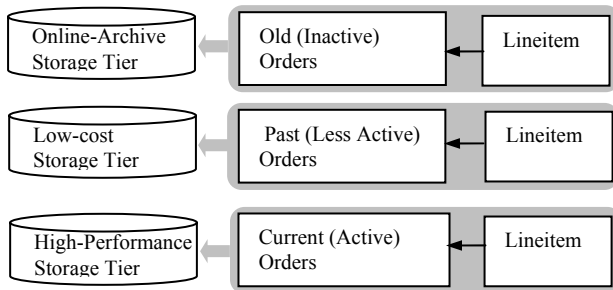 Online-Archive
Storage Tier
Old (Inactive)
Orders
Lineitem
Low-cost
Storage Tier
Past (Less Active)
Orders
Lineitem
High-Performance
Storage Tier
Current (Active)
Orders
Lineitem